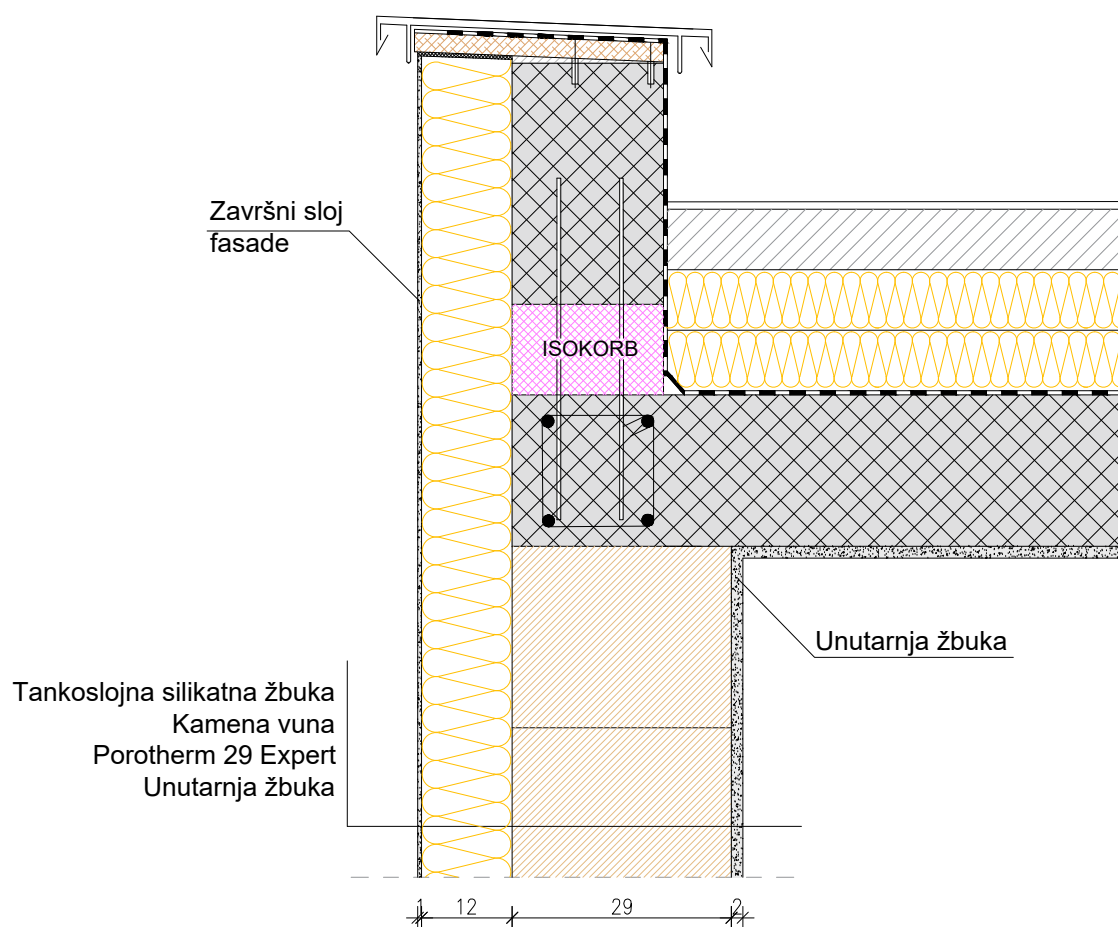 Završni sloj
fasade
ISOKORB
Unutarnja žbuka
Tankoslojna silikatna žbuka
Kamena vuna
Porotherm 29 Expert
Unutarnja žbuka
1 12 29 2